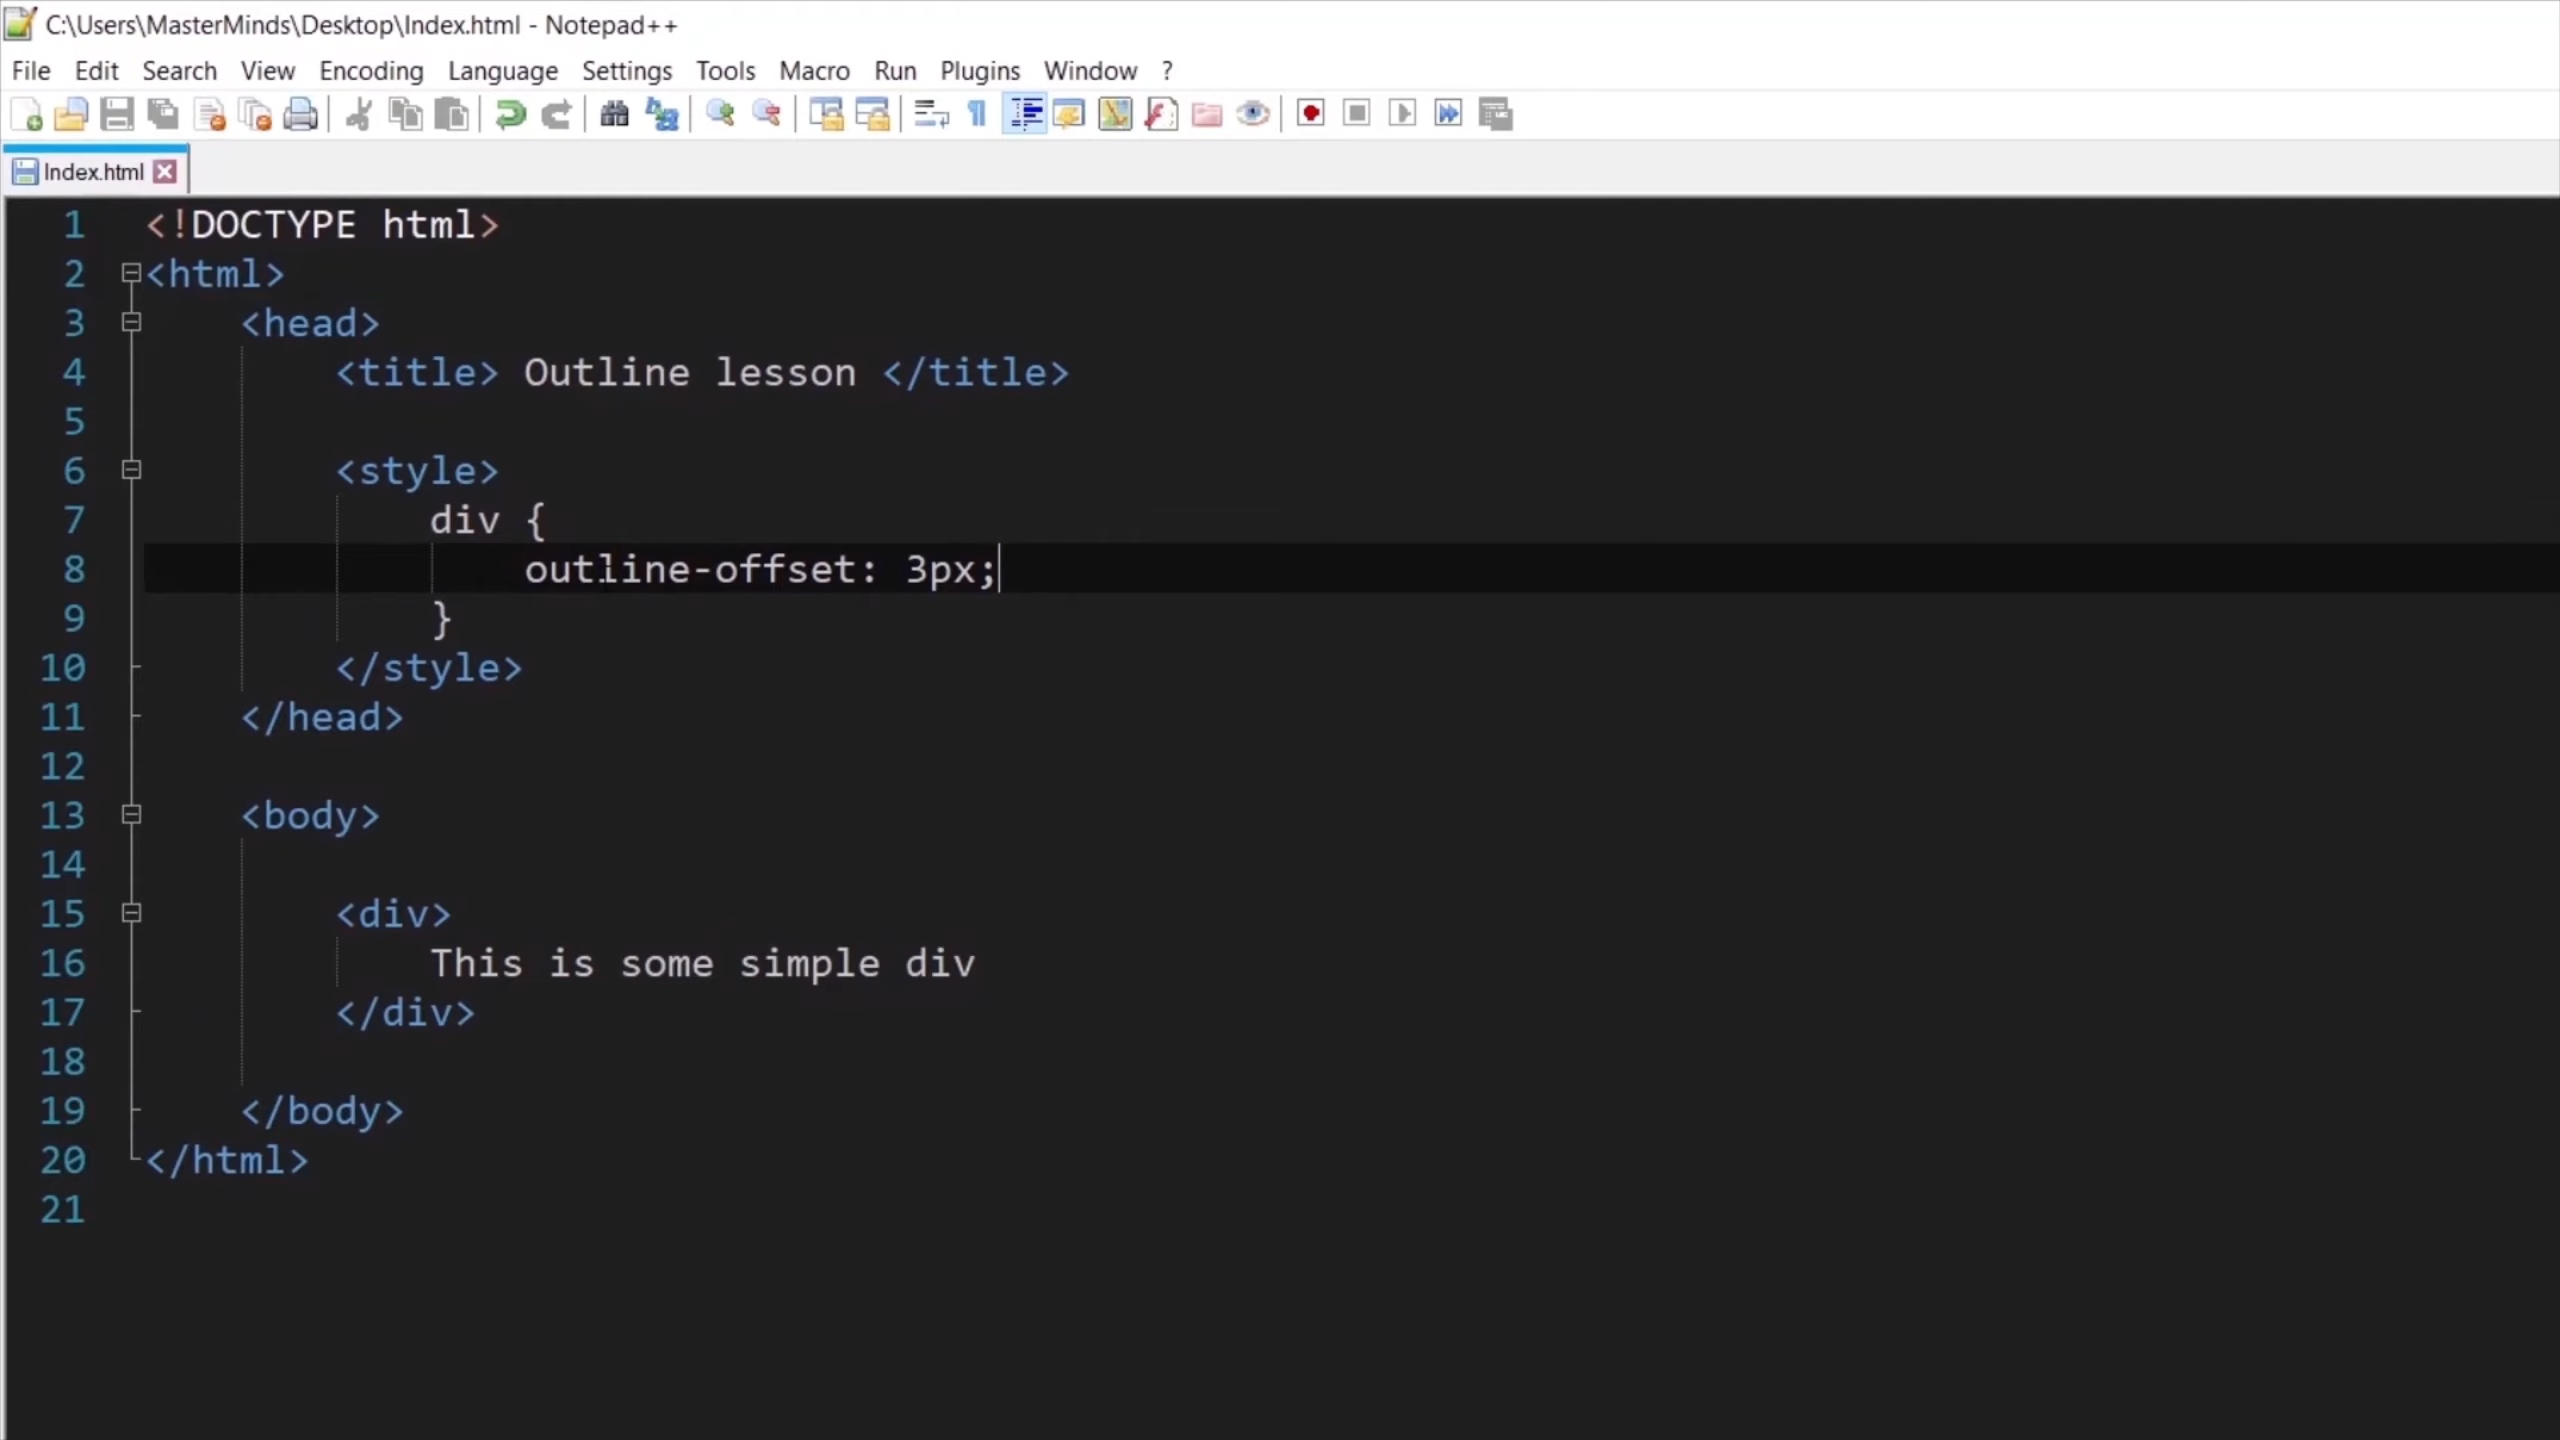 C:\Users\MasterMinds\Desktop\Index.html - Notepad++
File Edit Search View Encoding Language Settings Tools Macro Run Plugins Window ?
Index.html
1 <!DOCTYPE html>
2 <html>
3 <head>
4 <title> Outline lesson </title>
5
6 <style>
7 div {
8 outline-offset: 3px;
9 }
10 </style>
11 </head>
12
13 <body>
14
15 <div>
16 This is some simple div
17 </div>
18
19 </body>
20 </html>
21